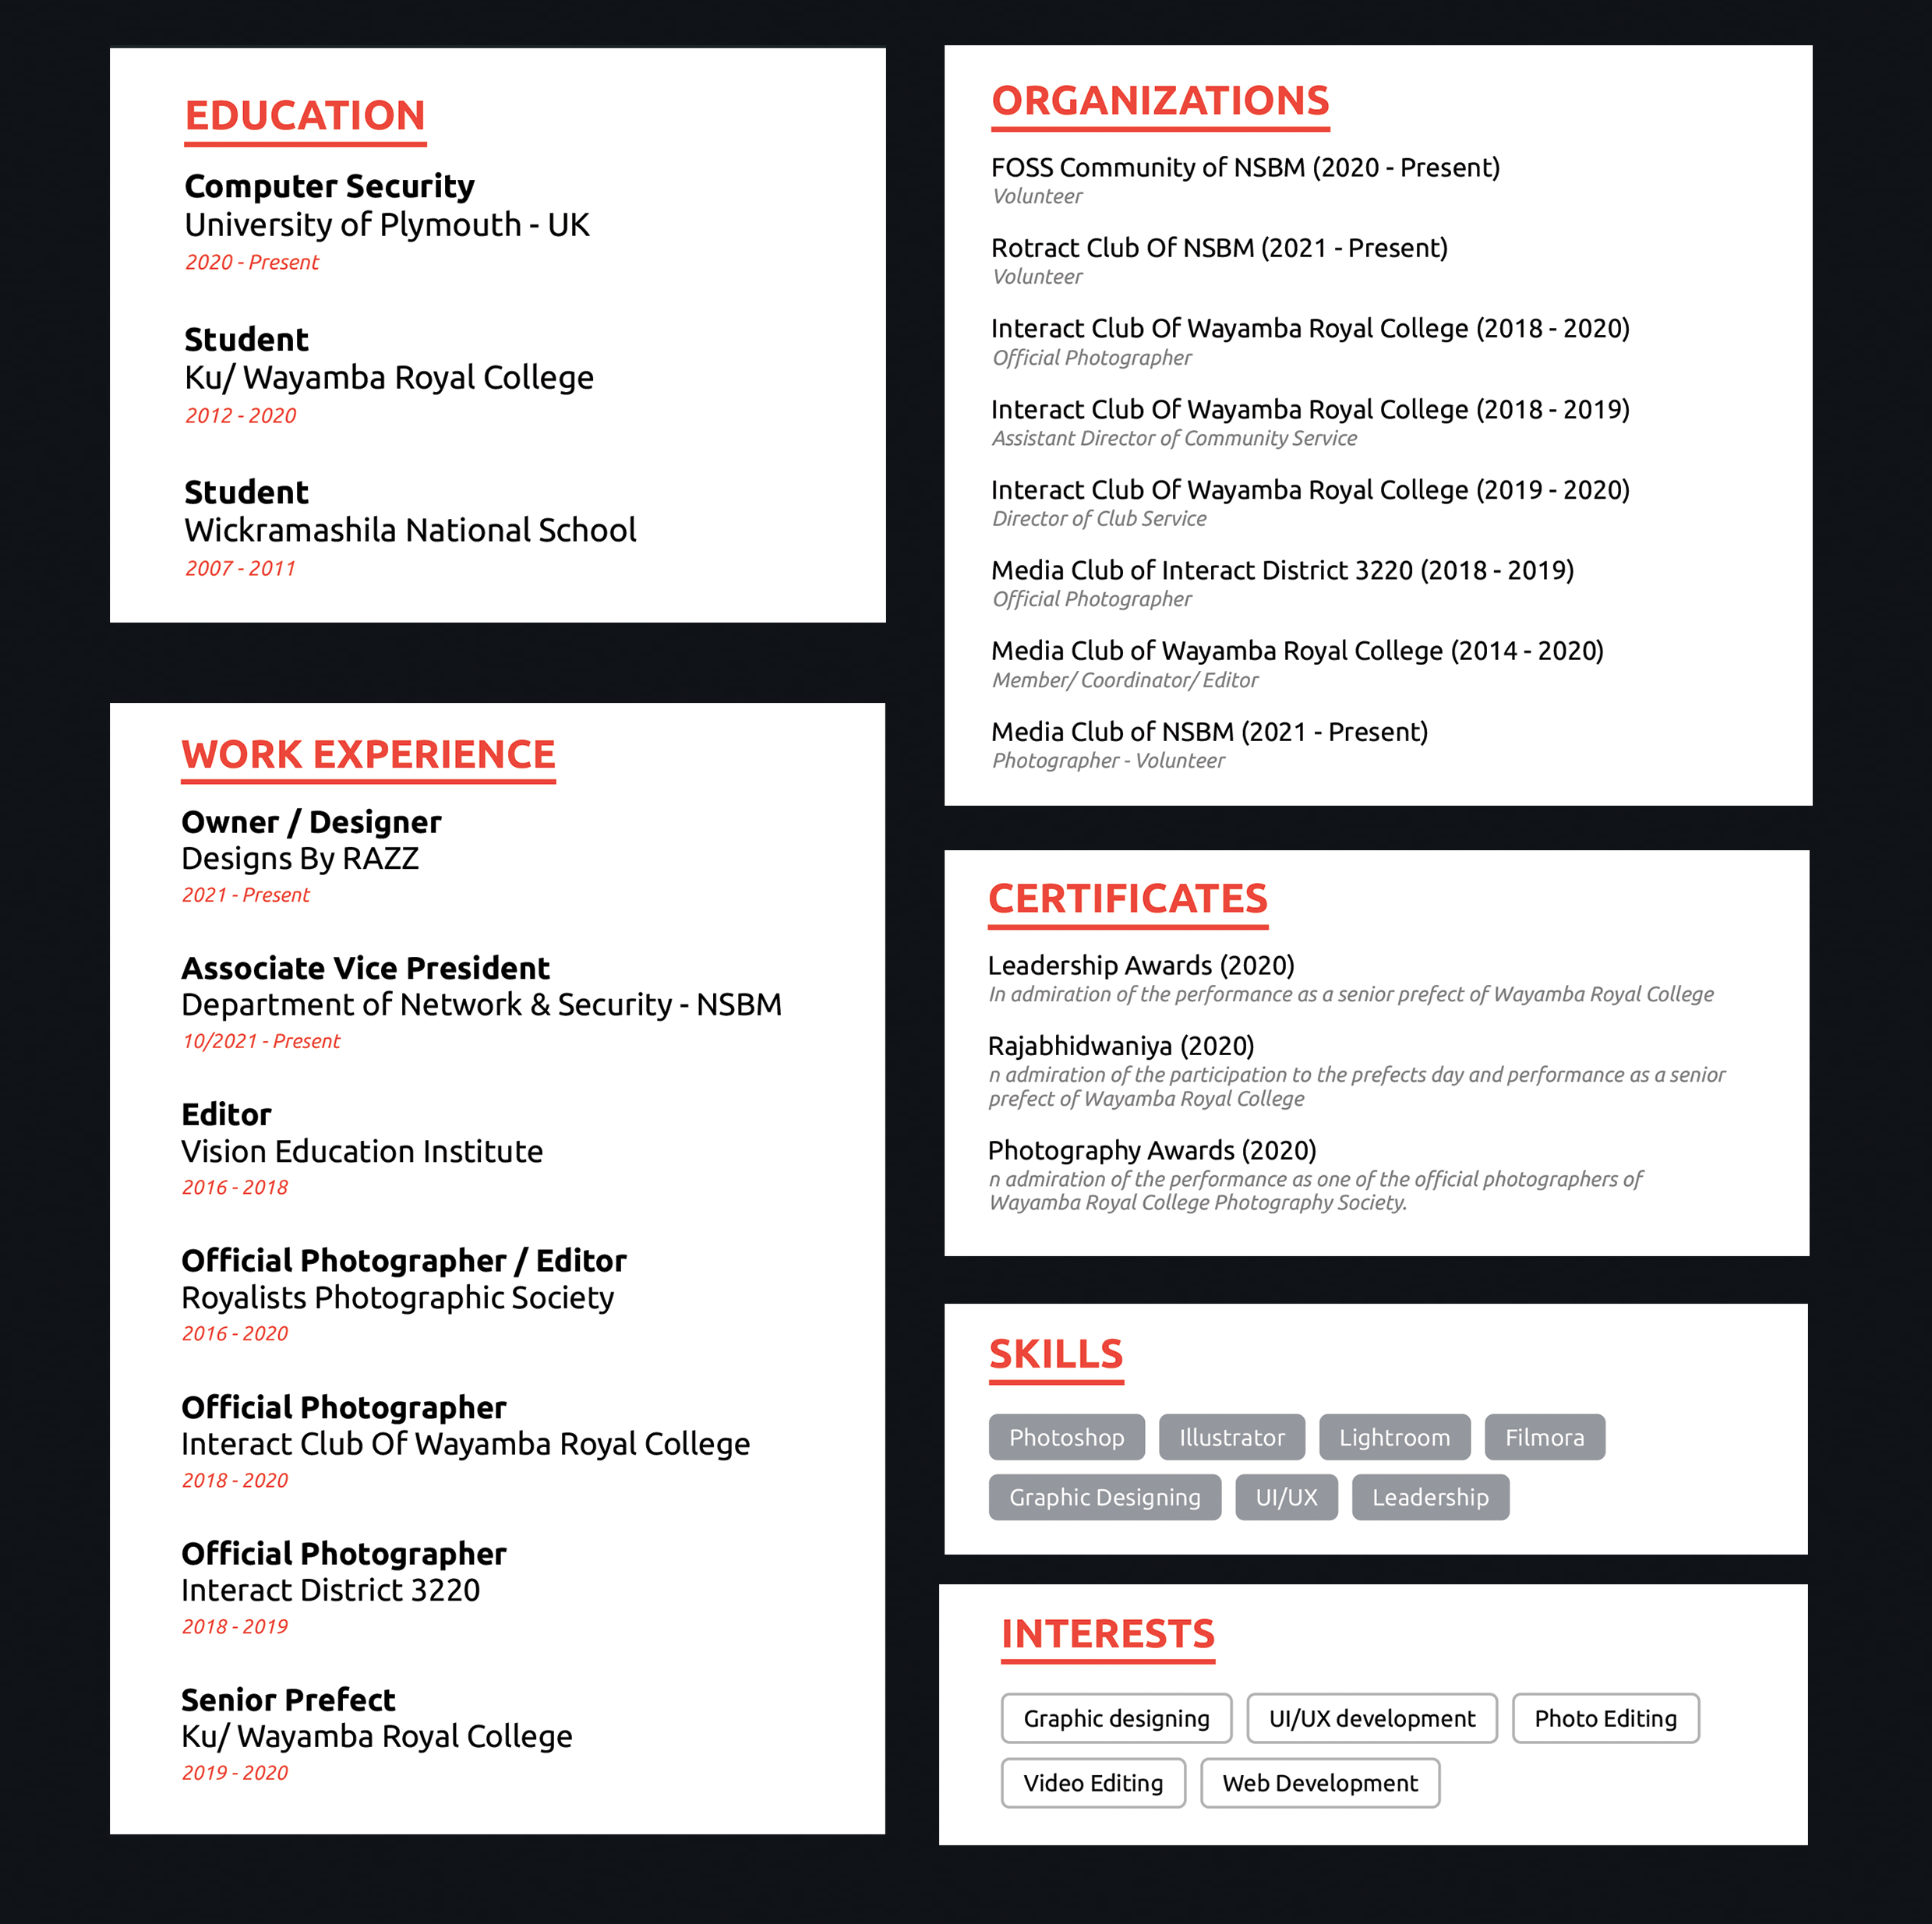 EDUCATION
Computer Security
University of Plymouth - UK
2020 - Present
Student
Ku/ Wayamba Royal College
2012 - 2020
Student
Wickramashila National School
2007 - 2011
WORK EXPERIENCE
Owner / Designer
Designs By RAZZ
2021 - Present
Associate Vice President
Department of Network & Security - NSBM
10/2021 - Present
Editor
Vision Education Institute
2016 - 2018
Official Photographer / Editor
Royalists Photographic Society
2016 - 2020
Official Photographer
Interact Club Of Wayamba Royal College
2018 - 2020
Official Photographer
Interact District 3220
2018 - 2019
Senior Prefect
Ku/ Wayamba Royal College
2019 - 2020
ORGANIZATIONS
FOSS Community of NSBM (2020 - Present)
Volunteer
Rotract Club Of NSBM (2021 - Present)
Volunteer
Interact Club Of Wayamba Royal College (2018 - 2020)
Official Photographer
Interact Club Of Wayamba Royal College (2018 - 2019)
Assistant Director of Community Service
Interact Club Of Wayamba Royal College (2019 - 2020)
Director of Club Service
Media Club of Interact District 3220 (2018 - 2019)
Official Photographer
Media Club of Wayamba Royal College (2014 - 2020)
Member/ Coordinator/ Editor
Media Club of NSBM (2021 - Present)
Photographer - Volunteer
CERTIFICATES
Leadership Awards (2020)
In admiration of the performance as a senior prefect of Wayamba Royal College
Rajabhidwaniya (2020)
n admiration of the participation to the prefects day and performance as a senior
prefect of Wayamba Royal College
Photography Awards (2020)
n admiration of the performance as one of the official photographers of
Wayamba Royal College Photography Society.
SKILLS
Photoshop Illustrator Lightroom Filmora
Graphic Designing UI/UX Leadership
INTERESTS
Graphic designing UI/UX development Photo Editing
Video Editing Web Development